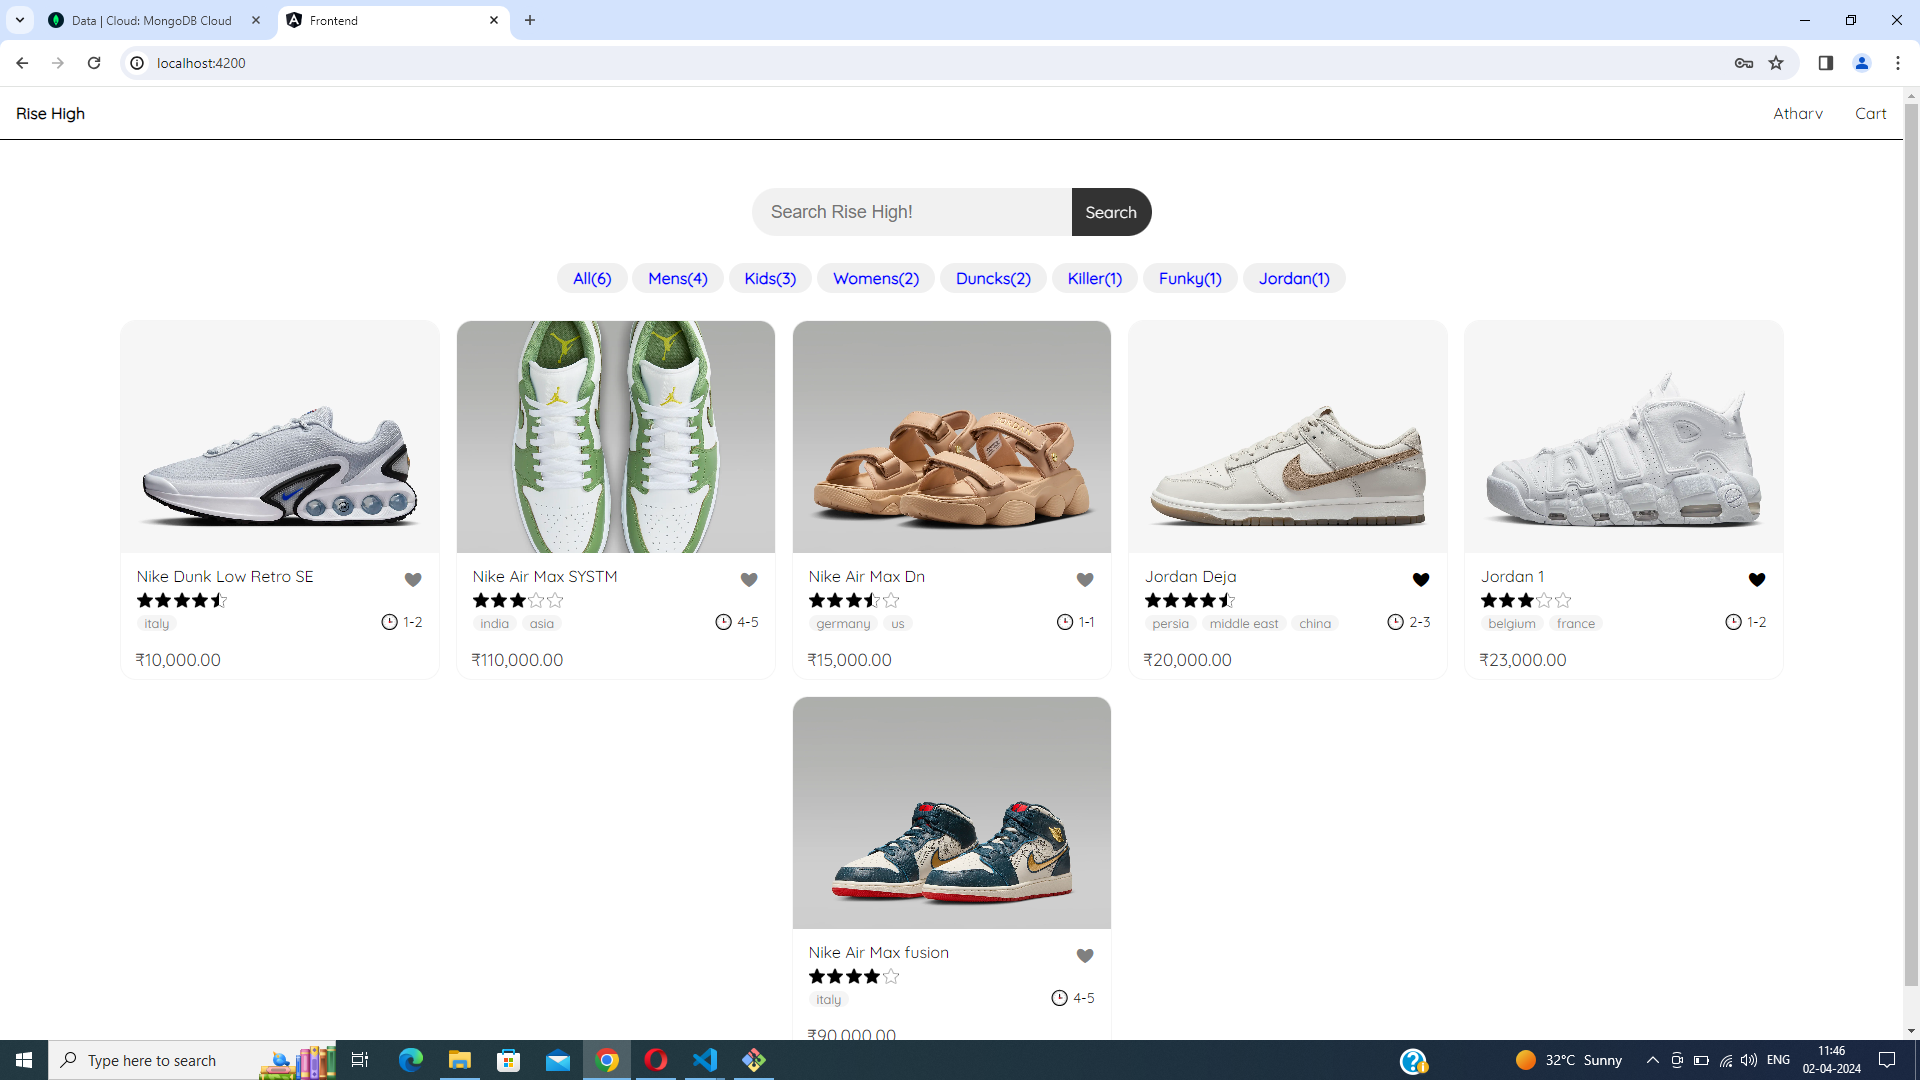 Data | Cloud: MongoDB Cloud
Frontend
localhost:4200
Rise High
Atharv Cart
Search Rise High! Search
All(6) Mens(4) Kids(3) Womens(2) Duncks(2) Killer(1) Funky(1) Jordan(1)
Nike Dunk Low Retro SE
italy 1-2
₹10,000.00
Nike Air Max SYSTM
india asia 4-5
₹110,000.00
Nike Air Max Dn
germany us 1-1
₹15,000.00
Jordan Deja
persia middle east china 2-3
₹20,000.00
Jordan 1
belgium france 1-2
₹23,000.00
Nike Air Max fusion
italy 4-5
₹90,000.00
Type here to search
32°C Sunny
ENG
11:46
02-04-2024